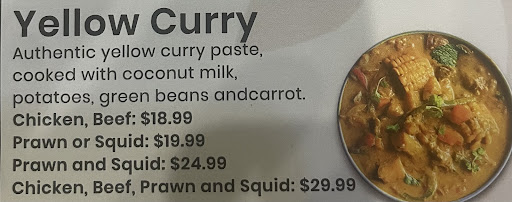 Yellow Curry
Authentic yellow curry paste,
cooked with coconut milk,
potatoes, green beans andcarrot.
Chicken, Beef: $18.99
Prawn or Squid: $19.99
Prawn and Squid: $24.99
Chicken, Beef, Prawn and Squid: $29.99